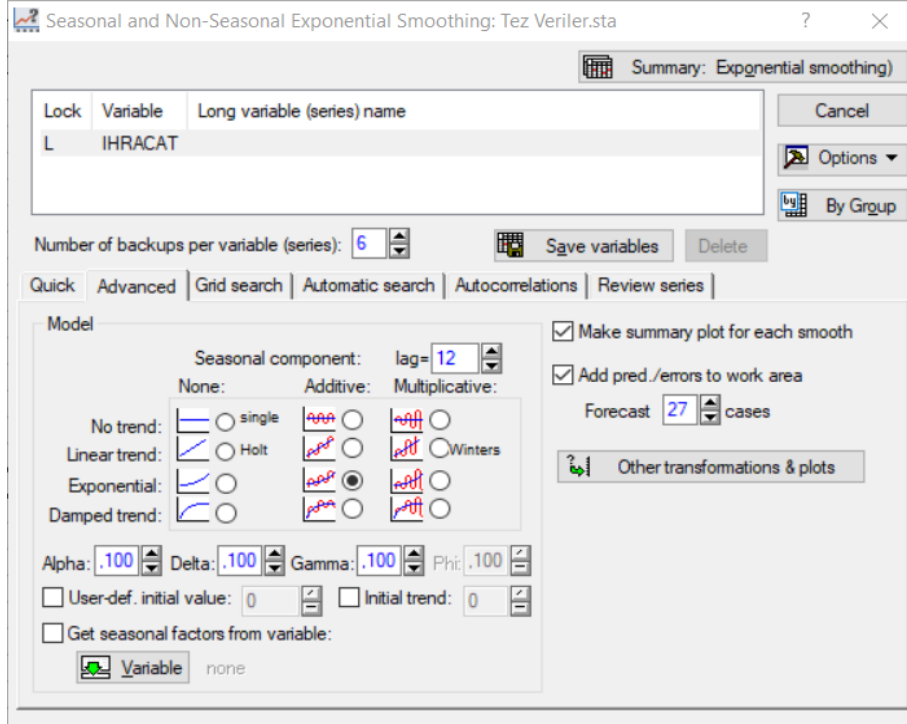 Seasonal and Non-Seasonal Exponential Smoothing: Tez Veriler.sta ? ×
Summary: Exponential smoothing)
Lock Variable Long variable (series) name
L IHRACAT
Cancel
Options
By Group
Number of backups per variable (series): 6 Save variables Delete
Quick Advanced Grid search Automatic search Autocorrelations Review series
Model
Seasonal component: lag= 12
None: Additive: Multiplicative:
No trend: single
Linear trend: Holt Winters
Exponential:
Damped trend:
Alpha: .100 Delta: .100 Gamma: .100 Phi: .100
User-def. initial value: 0 Initial trend: 0
Get seasonal factors from variable:
Variable none
Make summary plot for each smooth
Add pred./errors to work area
Forecast 27 cases
Other transformations & plots